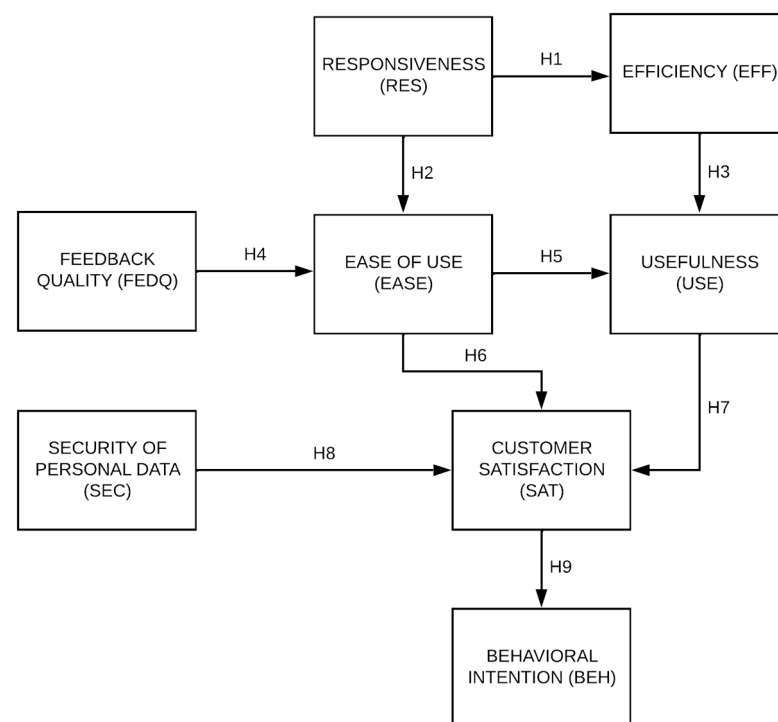 RESPONSIVENESS
(RES)
H1
EFFICIENCY (EFF)
H2
H3
FEEDBACK
QUALITY (FEDQ)
H4
EASE OF USE
(EASE)
H5
USEFULNESS
(USE)
H6
H7
SECURITY OF
PERSONAL DATA
(SEC)
H8
CUSTOMER
SATISFACTION
(SAT)
H9
BEHAVIORAL
INTENTION (BEH)